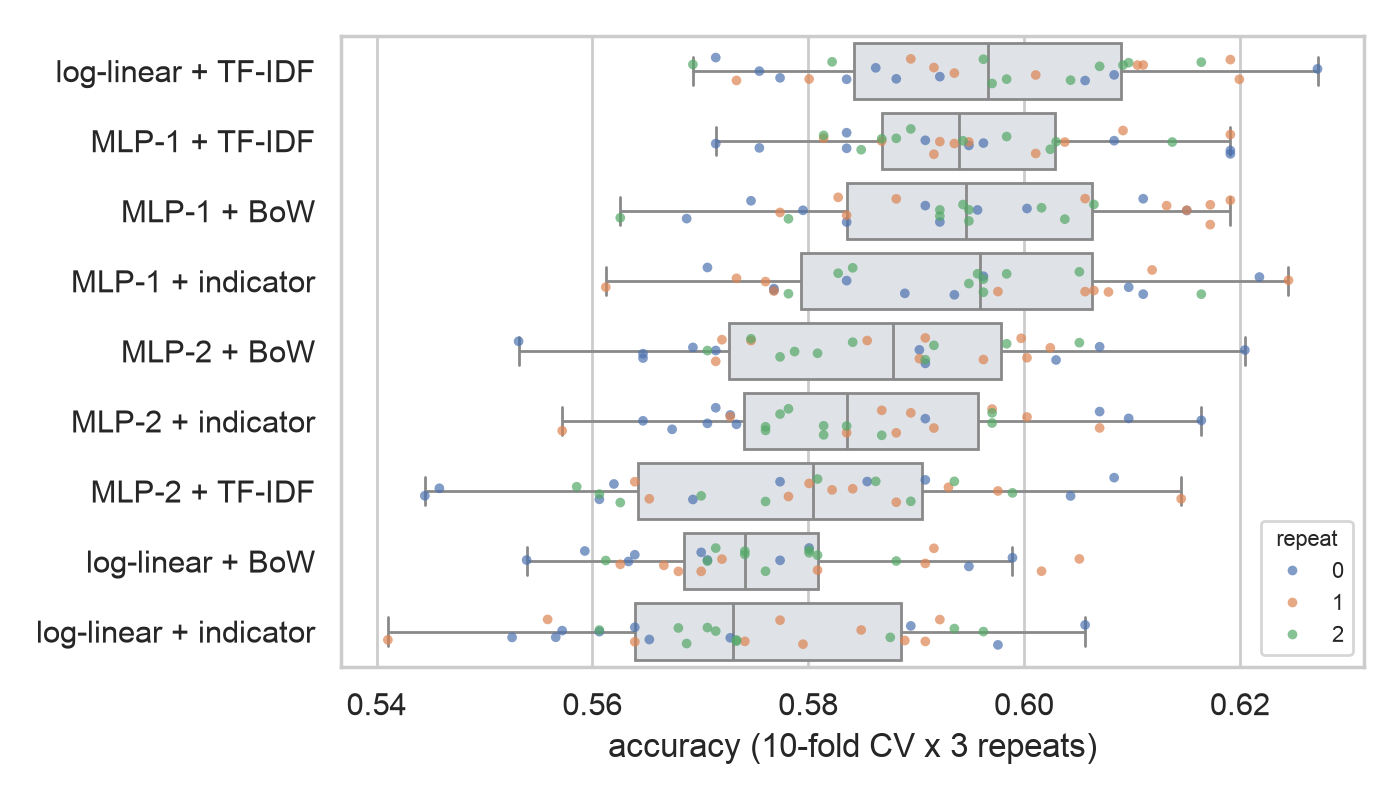 log-linear + TF-IDF
MLP-1 + TF-IDF
MLP-1 + BoW
MLP-1 + indicator
MLP-2 + BoW
MLP-2 + indicator
MLP-2 + TF-IDF
log-linear + BoW
log-linear + indicator
repeat
0
1
2
0.54 0.56 0.58 0.60 0.62
accuracy (10-fold CV x 3 repeats)